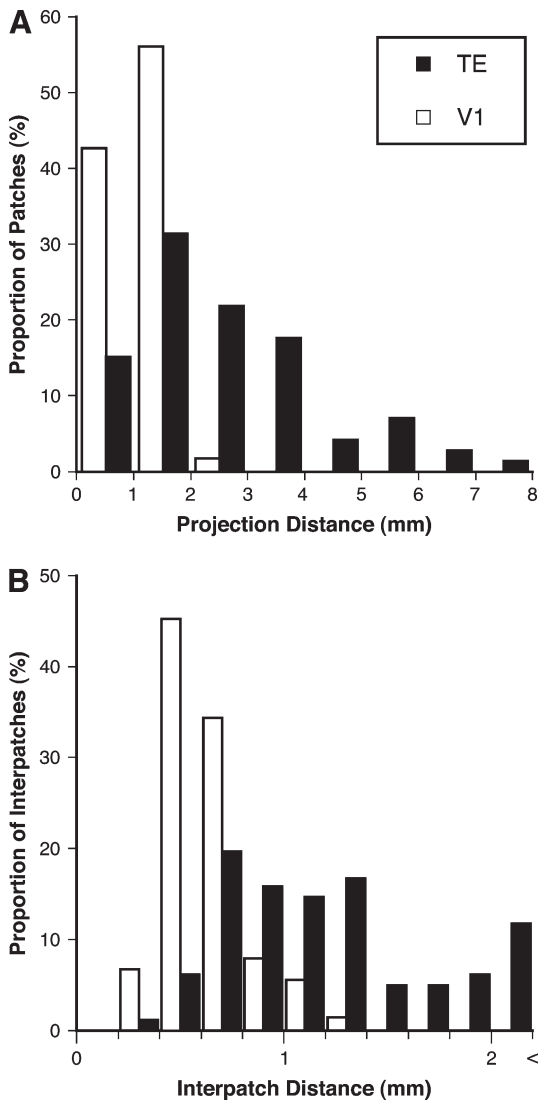 A
60
50
40
30
20
10
0
Proportion of Patches (%)
TE
V1
0 1 2 3 4 5 6 7 8
Projection Distance (mm)
B
50
40
30
20
10
0
Proportion of Interpatches (%)
0 1 2 <
Interpatch Distance (mm)